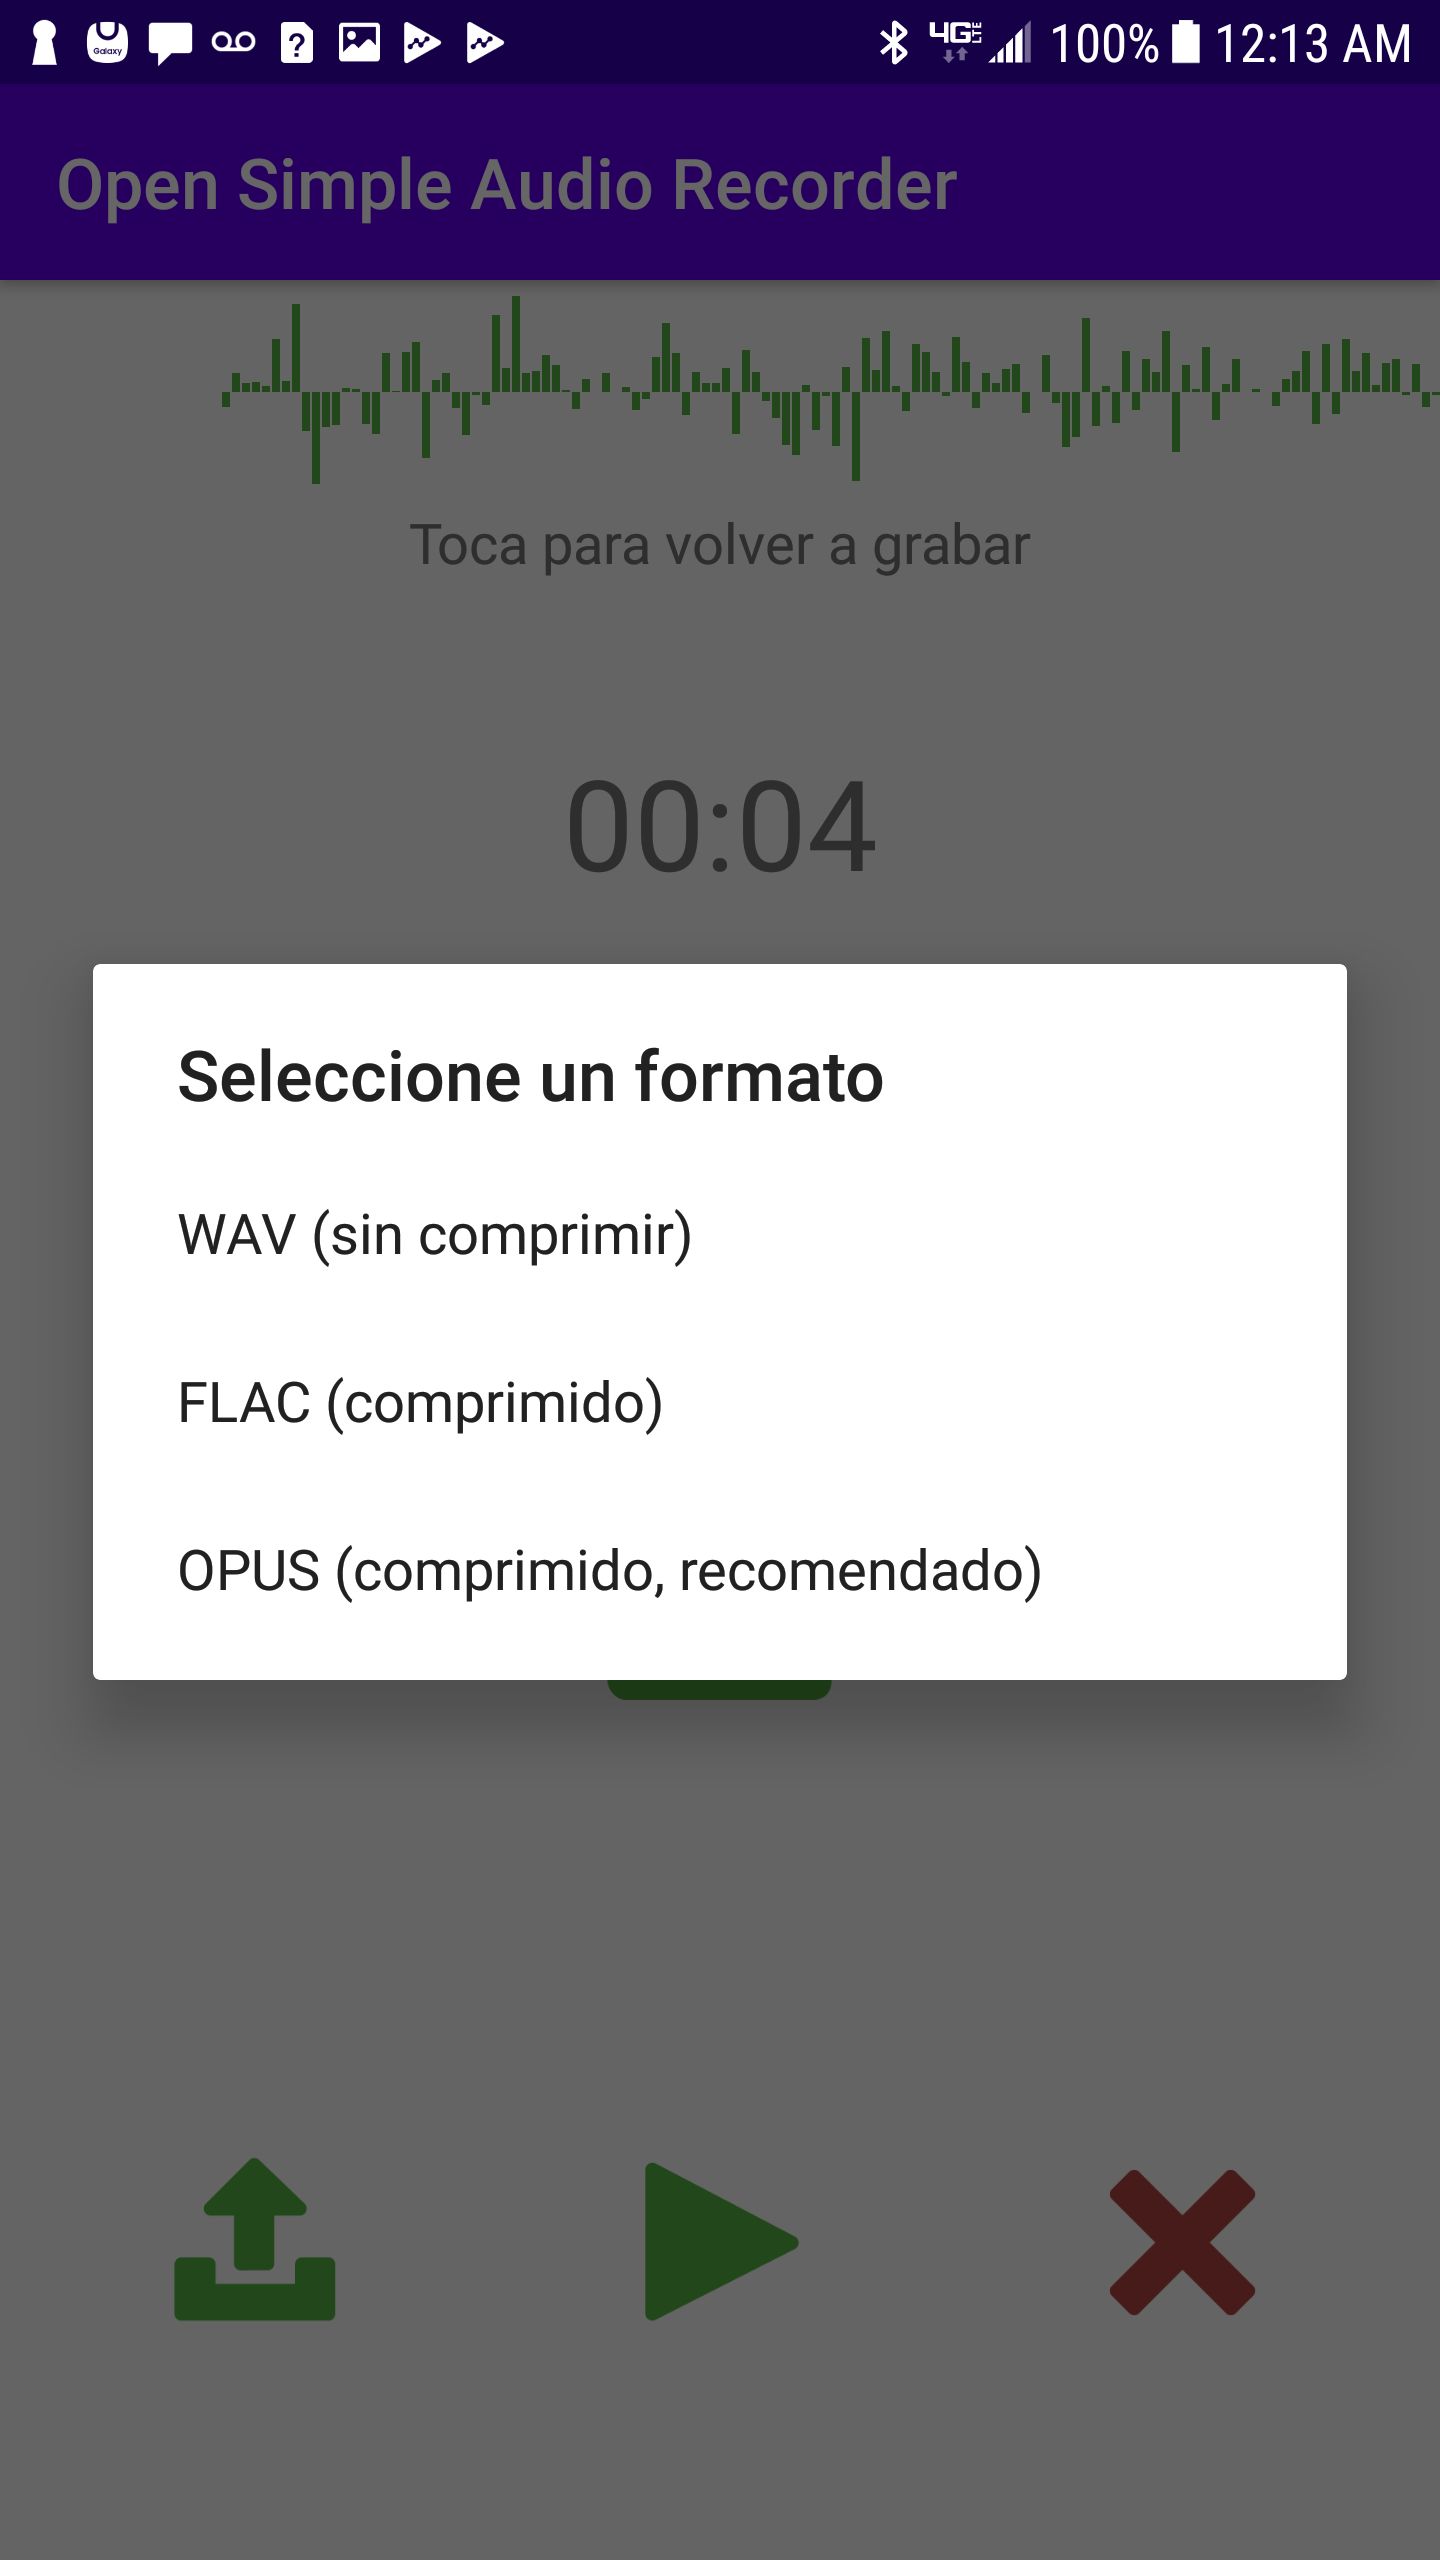 Galaxy
4G LTE 100% 12:13 AM
Open Simple Audio Recorder
Toca para volver a grabar
00:04
Seleccione un formato
WAV (sin comprimir)
FLAC (comprimido)
OPUS (comprimido, recomendado)